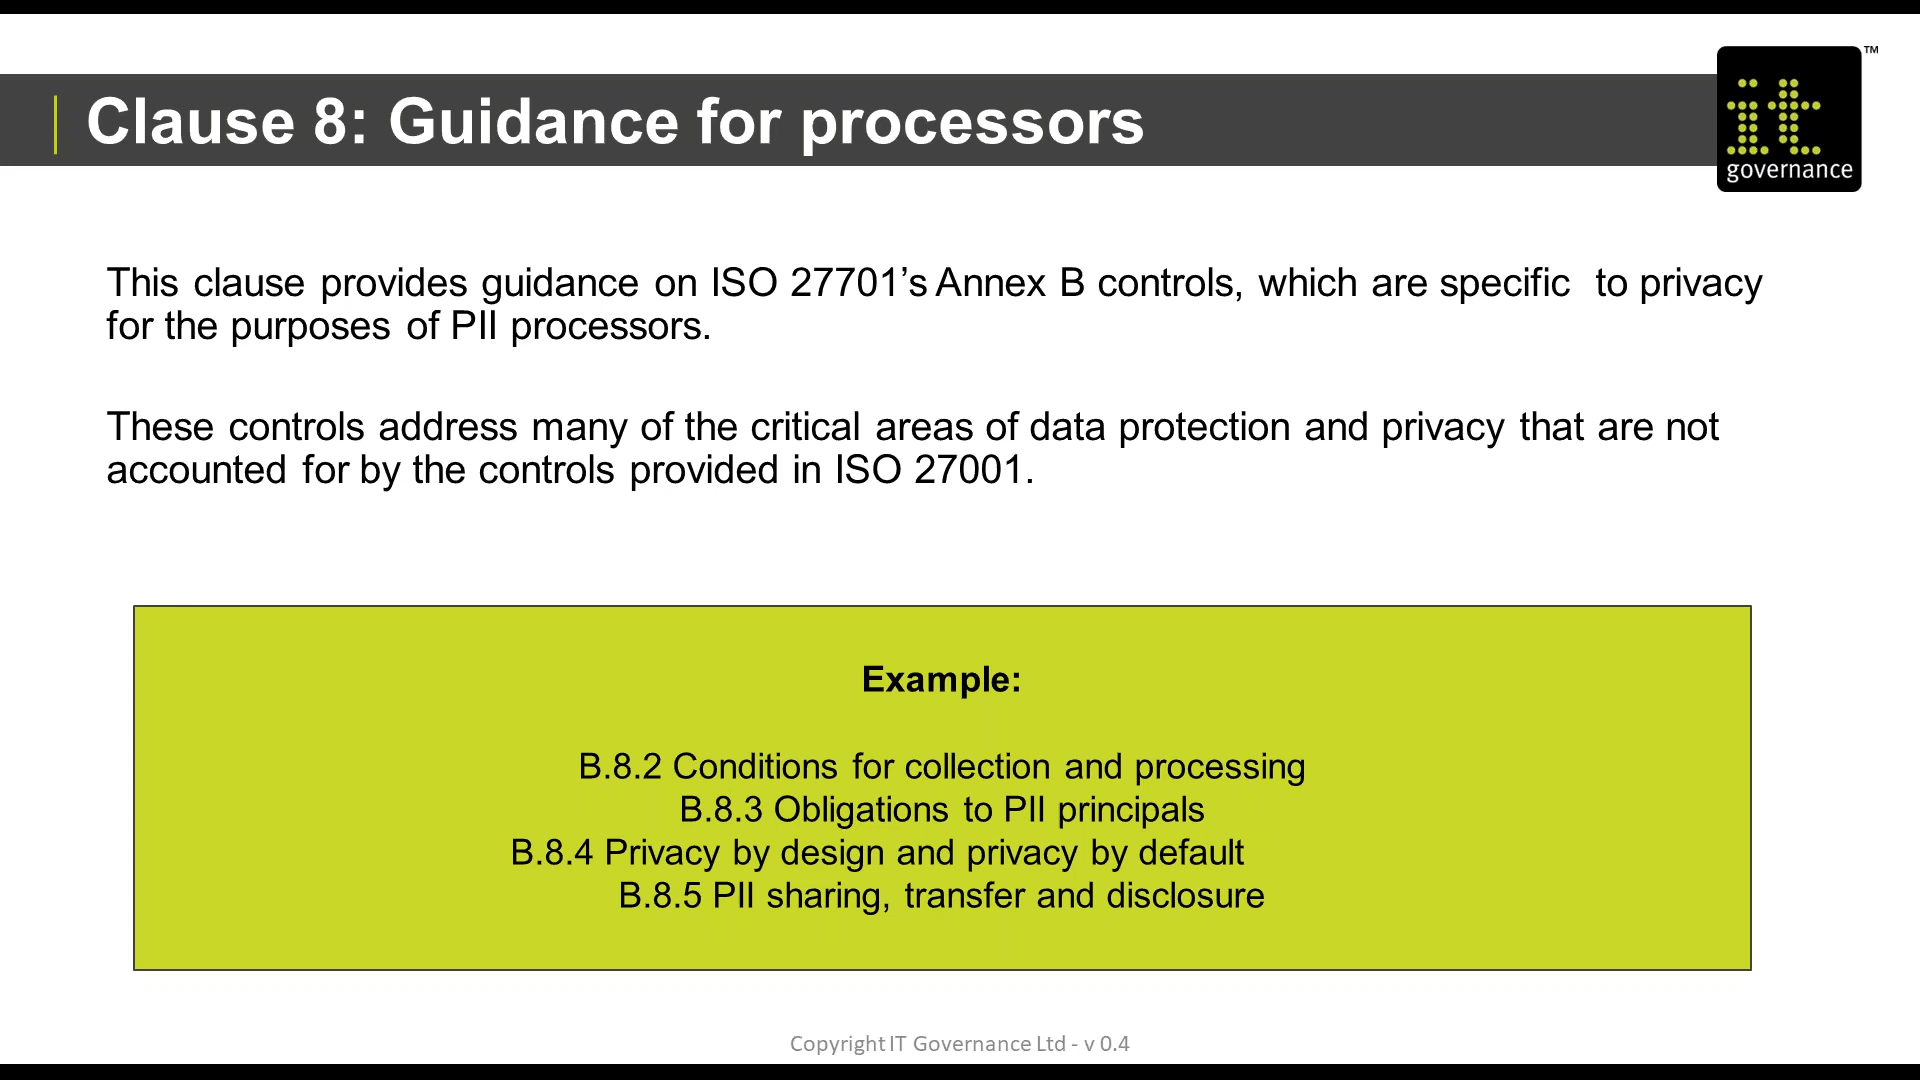 TM
Clause 8: Guidance for processors
it
governance
This clause provides guidance on ISO 27701’s Annex B controls, which are specific to privacy
for the purposes of PII processors.
These controls address many of the critical areas of data protection and privacy that are not
accounted for by the controls provided in ISO 27001.
Example:
B.8.2 Conditions for collection and processing
B.8.3 Obligations to PII principals
B.8.4 Privacy by design and privacy by default
B.8.5 PII sharing, transfer and disclosure
Copyright IT Governance Ltd - v 0.4